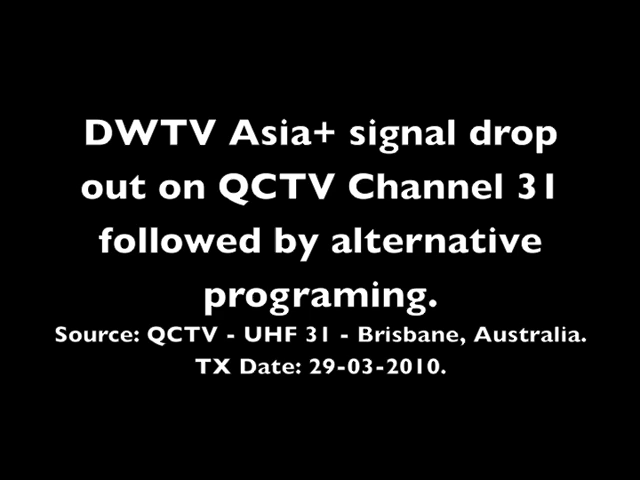 DWTV Asia+ signal drop
out on QCTV Channel 31
followed by alternative
programing.
Source: QCTV - UHF 31 - Brisbane, Australia.
TX Date: 29-03-2010.